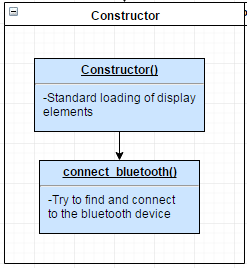 Constructor
Constructor()
-Standard loading of display
elements
connect_bluetooth()
-Try to find and connect
to the bluetooth device